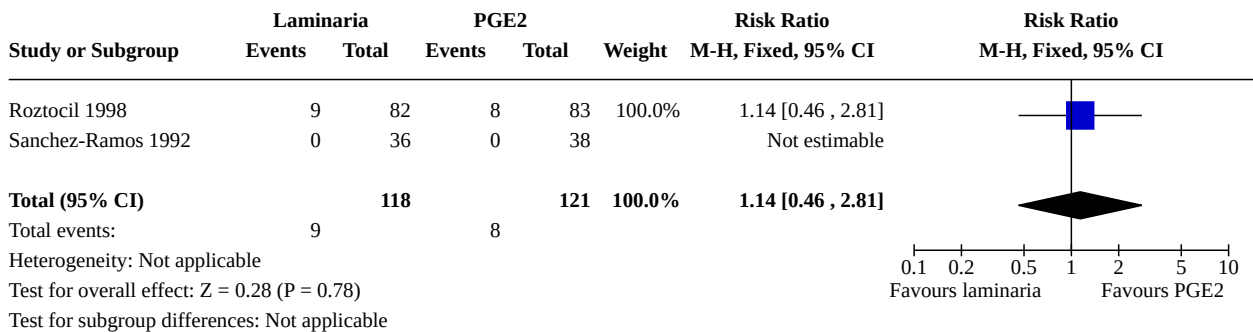 Laminaria PGE2 Risk Ratio Risk Ratio
Study or Subgroup Events Total Events Total Weight M-H, Fixed, 95% CI M-H, Fixed, 95% CI
Roztocil 1998 9 82 8 83 100.0% 1.14 [0.46 , 2.81]
Sanchez-Ramos 1992 0 36 0 38 Not estimable
Total (95% CI) 118 121 100.0% 1.14 [0.46 , 2.81]
Total events: 9 8
Heterogeneity: Not applicable
0.1 0.2 0.5 1 2 5 10
Test for overall effect: Z = 0.28 (P = 0.78)
Favours laminaria Favours PGE2
Test for subgroup differences: Not applicable